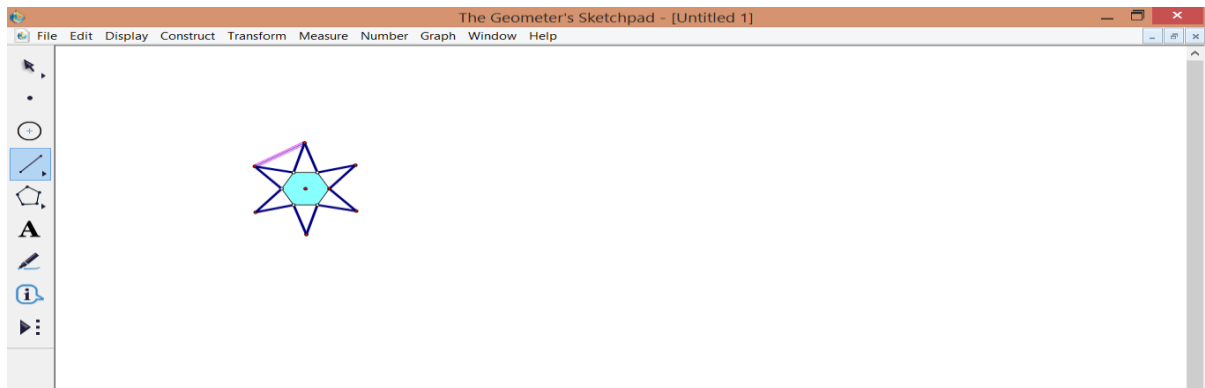 The Geometer's Sketchpad - [Untitled 1]
File Edit Display Construct Transform Measure Number Graph Window Help
A
i